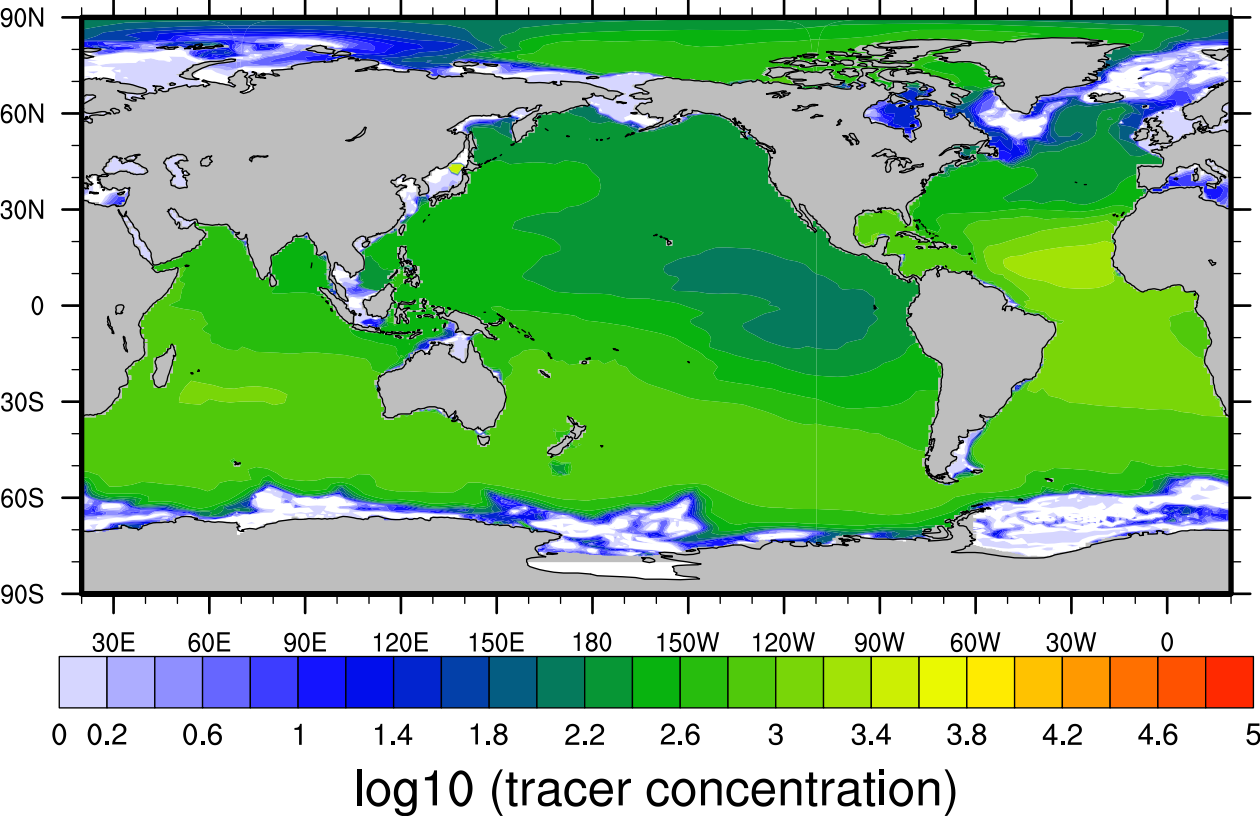 90N
60N
30N
0
30S
60S
90S
30E 60E 90E 120E 150E 180 150W 120W 90W 60W 30W 0
0 0.2 0.6 1 1.4 1.8 2.2 2.6 3 3.4 3.8 4.2 4.6 5
log10 (tracer concentration)